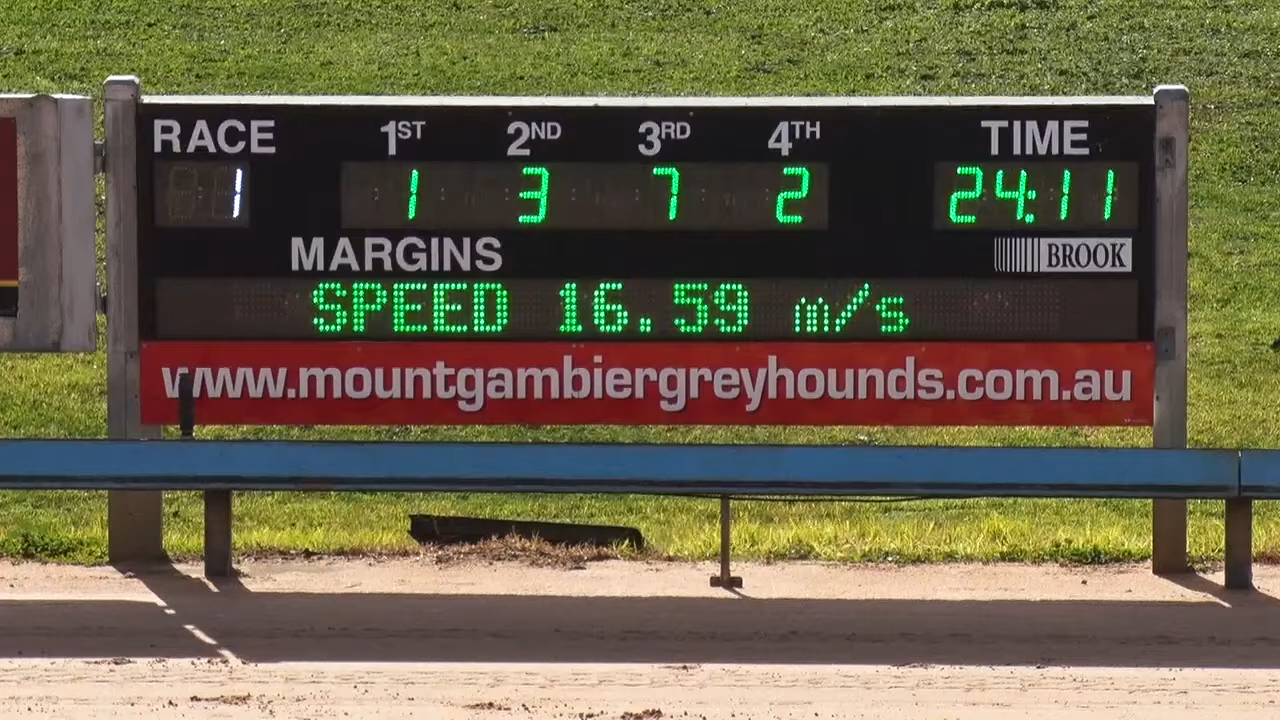 RACE 1ST 2ND 3RD 4TH TIME
1 1 3 7 2 24:11
MARGINS BROOK
SPEED 16.59 m/s
www.mountgambiergreyhounds.com.au